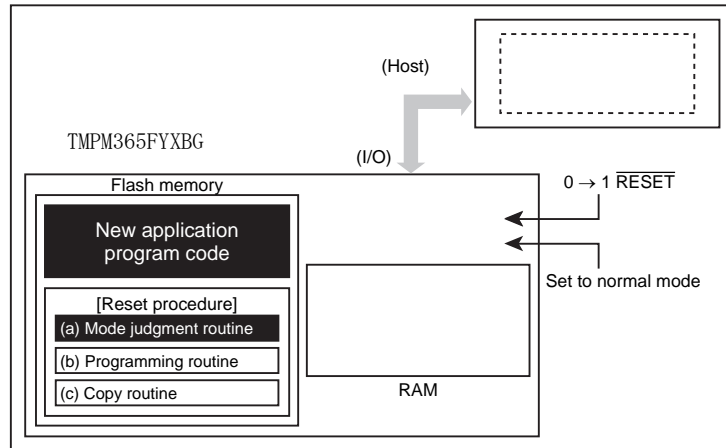 (Host)
TMPM365FYXBG
(I/O)
Flash memory
0 → 1 RESET
New application
program code
Set to normal mode
[Reset procedure]
(a) Mode judgment routine
(b) Programming routine
(c) Copy routine
RAM